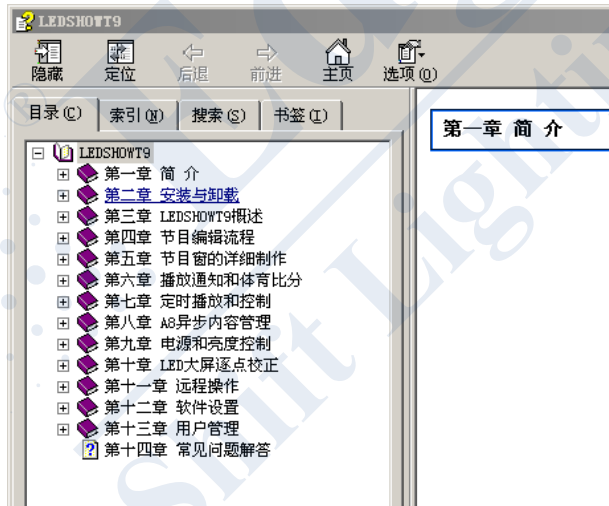 LEDSHOWT9
隐藏 定位 后退 前进 主页 选项(O)
目录(C) 索引(N) 搜索(S) 书签(I)
第一章 简 介
LEDSHOWT9
第一章 简 介
第二章 安装与卸载
第三章 LEDSHOWT9概述
第四章 节目编辑流程
第五章 节目窗的详细制作
第六章 播放通知和体育比分
第七章 定时播放和控制
第八章 A8异步内容管理
第九章 电源和亮度控制
第十章 LED大屏逐点校正
第十一章 远程操作
第十二章 软件设置
第十三章 用户管理
第十四章 常见问题解答
Shift Lightin